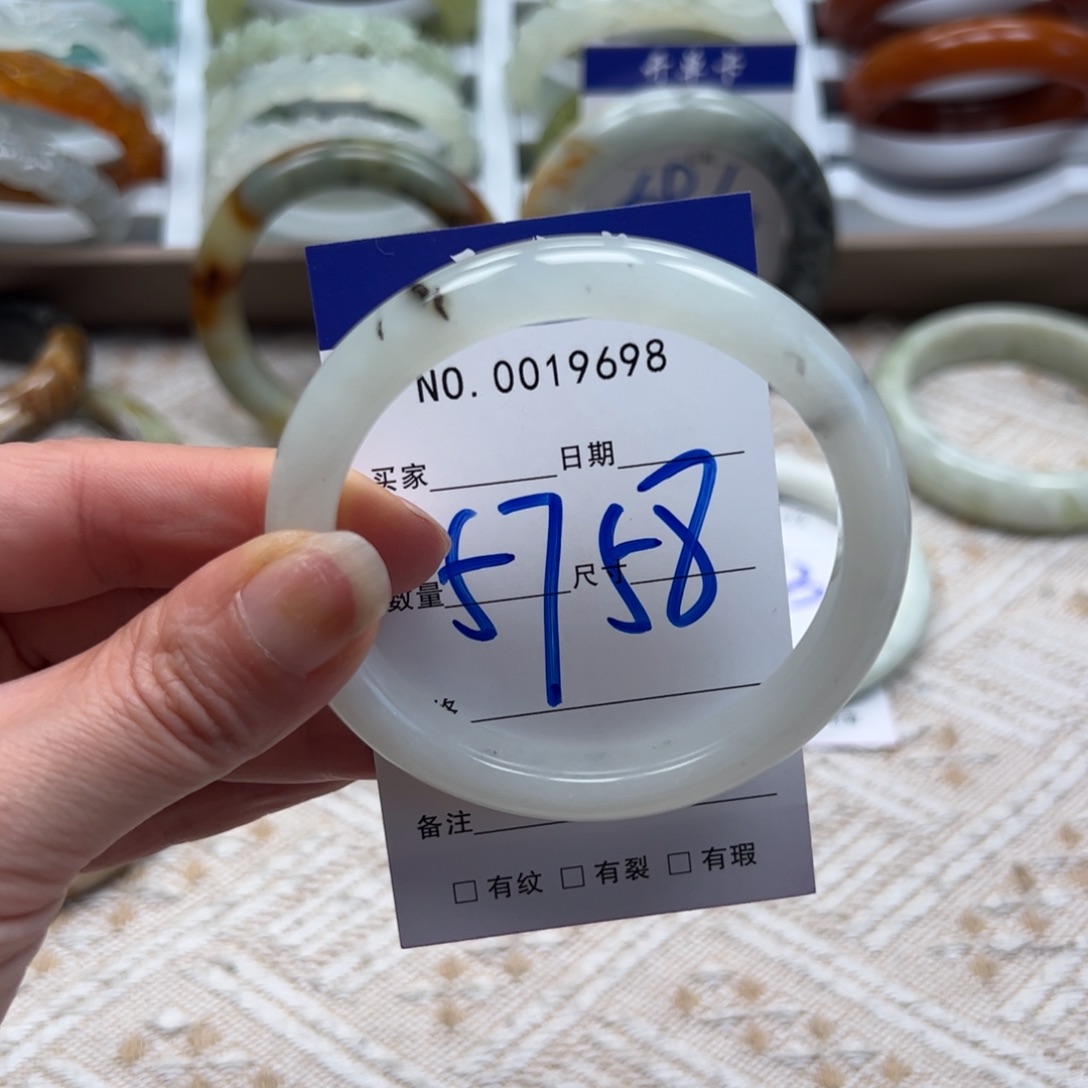 NO. 0019698
买家 日期
5758
数量 尺寸
备注
□ 有纹 □ 有裂 □ 有瑕